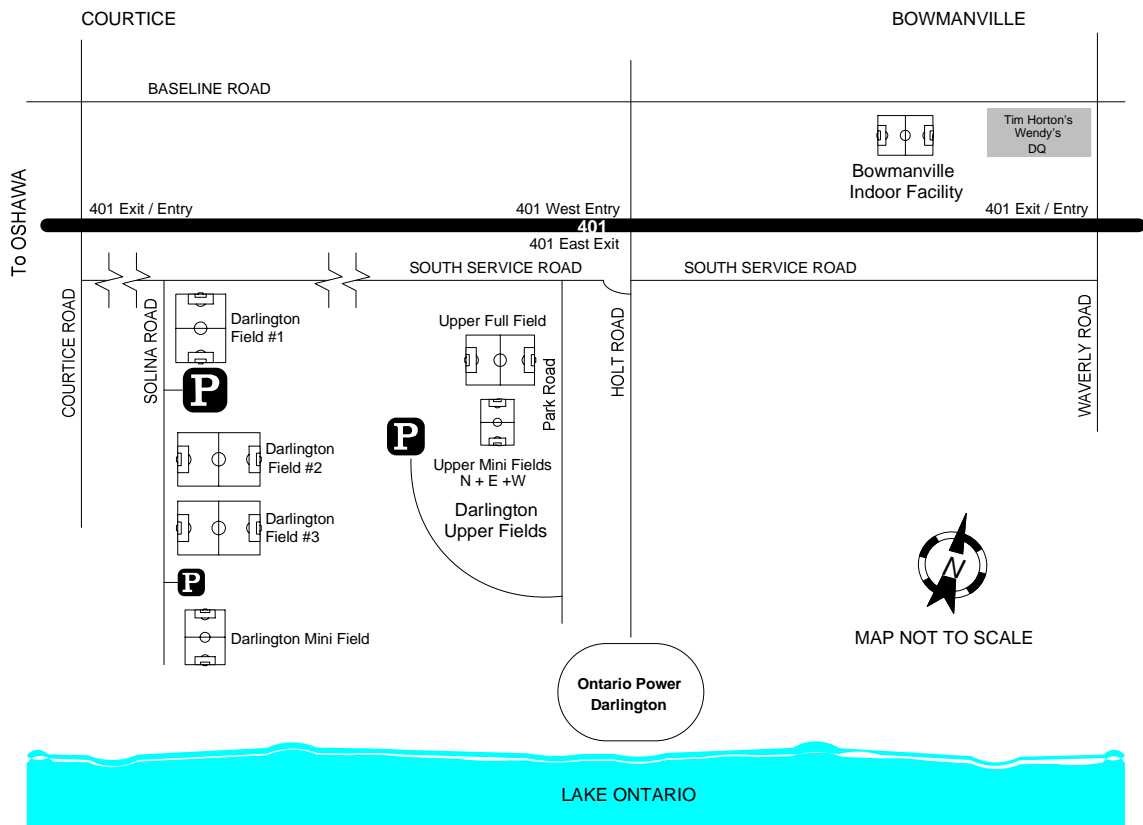 COURTICE
BOWMANVILLE
BASELINE ROAD
Tim Horton's
Wendy's
DQ
Bowmanville
Indoor Facility
To OSHAWA
401 Exit / Entry
401 West Entry
401 Exit / Entry
401
401 East Exit
SOUTH SERVICE ROAD
SOUTH SERVICE ROAD
COURTICE ROAD
SOLINA ROAD
Darlington
Field #1
P
Darlington
Field #2
Darlington
Field #3
P
Darlington Mini Field
Upper Full Field
Park Road
P
Upper Mini Fields
N + E +W
Darlington
Upper Fields
HOLT ROAD
WAVERLY ROAD
N
MAP NOT TO SCALE
Ontario Power
Darlington
LAKE ONTARIO